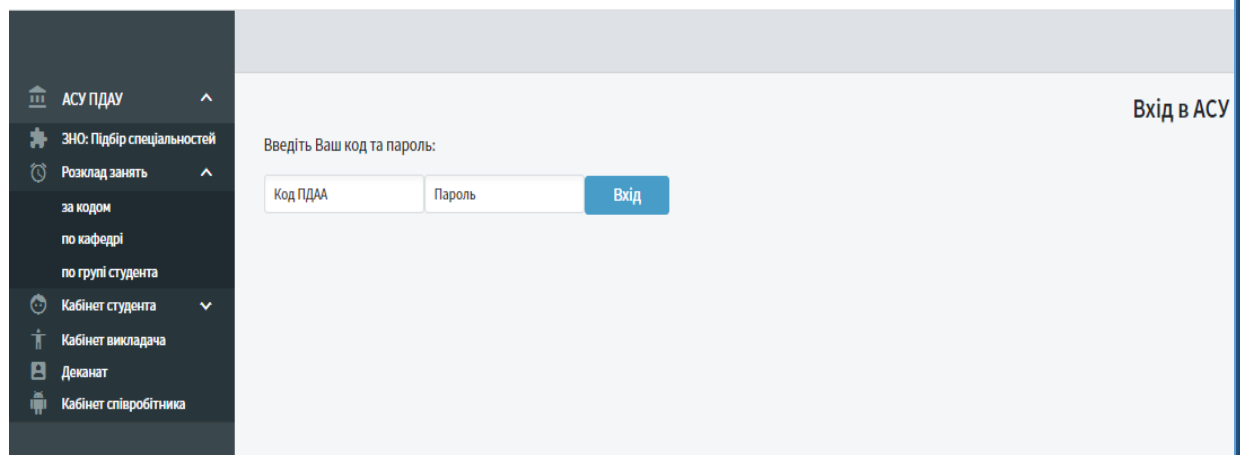 АСУ ПДАУ
ЗНО: Підбір спеціальностей
Розклад занять
за кодом
по кафедрі
по групі студента
Кабінет студента
Кабінет викладача
Деканат
Кабінет співробітника
Вхід в АСУ
Введіть Ваш код та пароль:
Код ПДАА Пароль Вхід